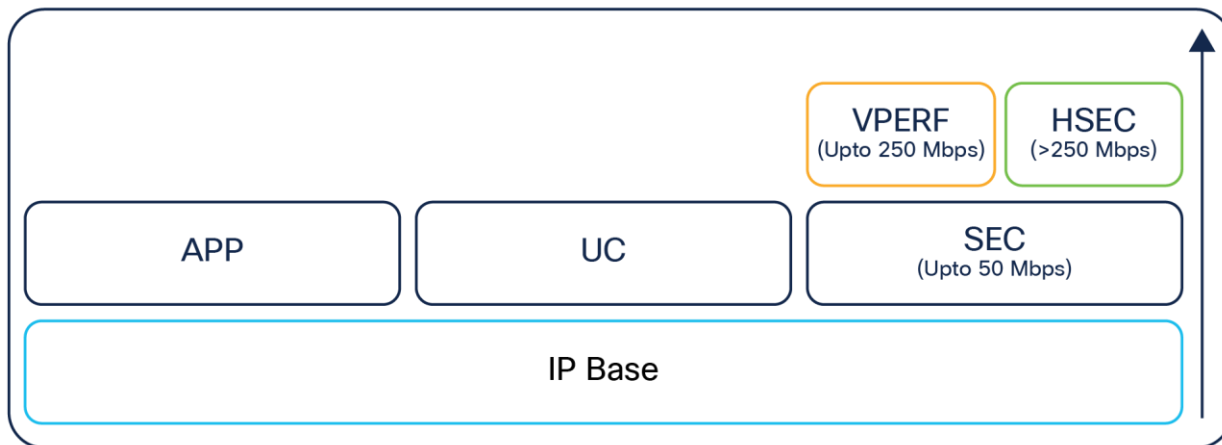 VPERF
(Upto 250 Mbps)
HSEC
(>250 Mbps)
APP
UC
SEC
(Upto 50 Mbps)
IP Base